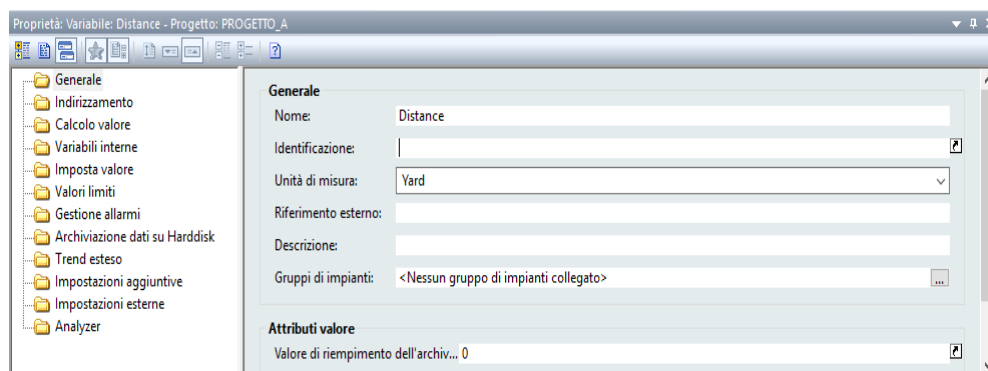 Proprietà: Variabile: Distance - Progetto: PROGETTO_A
Generale
Indirizzamento
Calcolo valore
Variabili interne
Imposta valore
Valori limiti
Gestione allarmi
Archiviazione dati su Harddisk
Trend esteso
Impostazioni aggiuntive
Impostazioni esterne
Analyzer
Generale
Nome: Distance
Identificazione:
Unità di misura: Yard
Riferimento esterno:
Descrizione:
Gruppi di impianti: <Nessun gruppo di impianti collegato> ...
Attributi valore
Valore di riempimento dell'archiv... 0